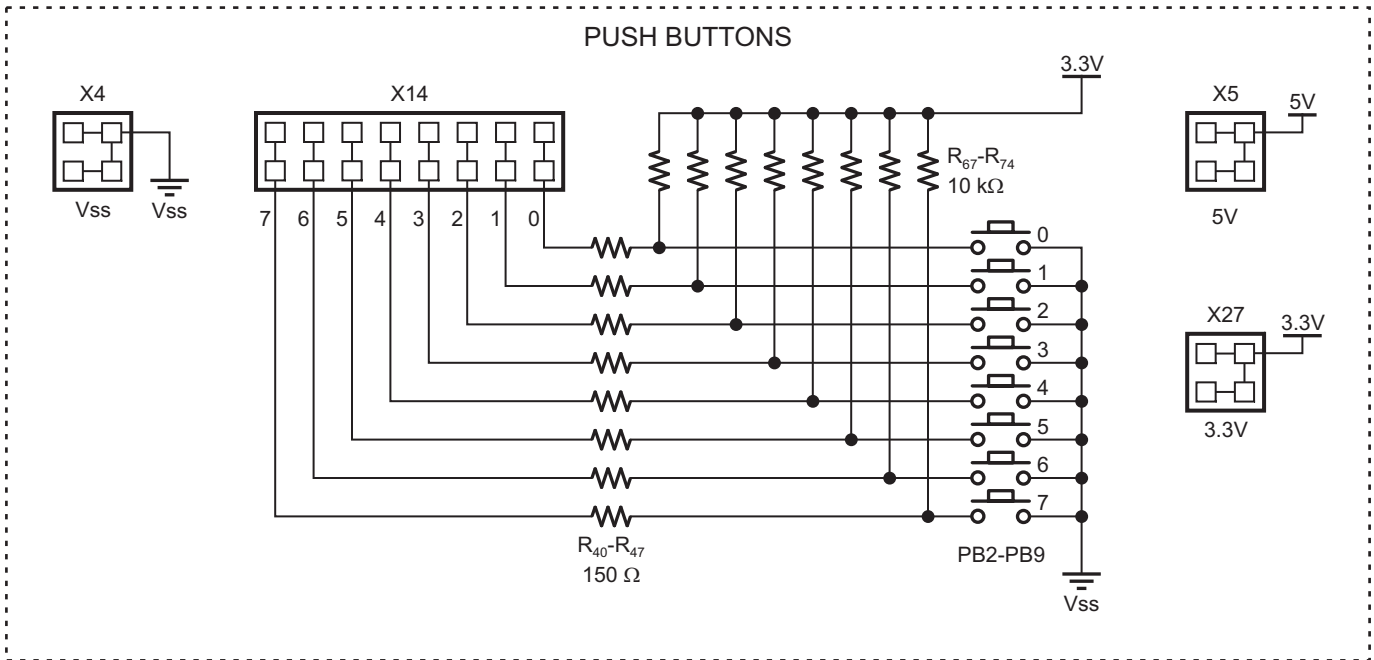 PUSH BUTTONS
3.3V
X4
X14
X5
5V
R67-R74
10 kΩ
Vss
Vss
7 6 5 4 3 2 1 0
5V
0
1
2
3
4
5
6
7
X27
3.3V
3.3V
R40-R47
150 Ω
PB2-PB9
Vss